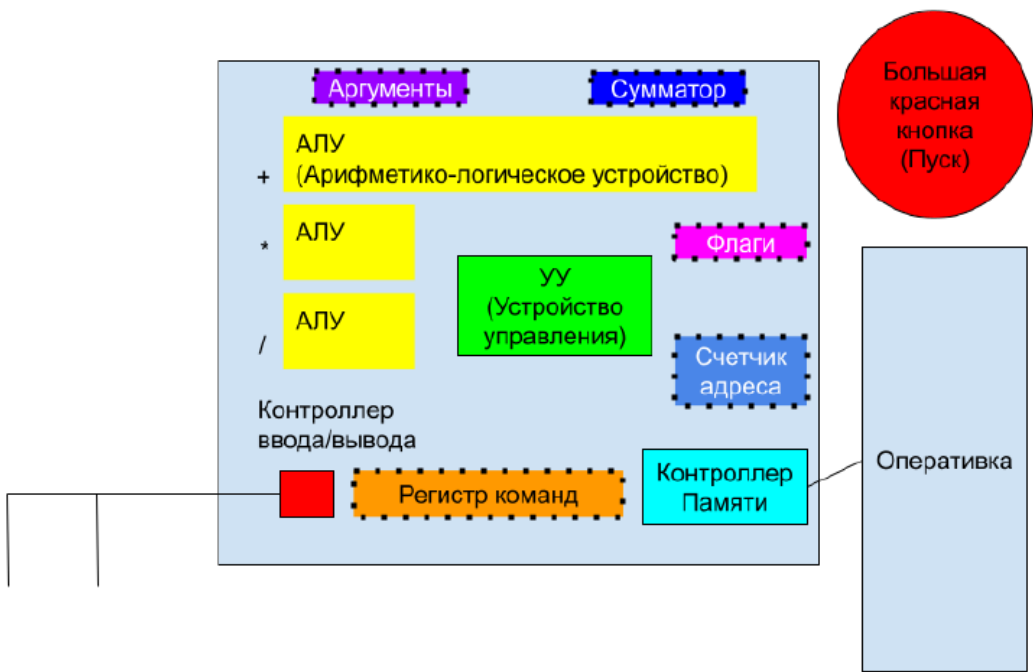 Аргументы
Сумматор
Большая
красная
кнопка
(Пуск)
АЛУ
(Арифметико-логическое устройство)
+
АЛУ
*
Флаги
УУ
(Устройство
управления)
АЛУ
/
Счетчик
адреса
Контроллер
ввода/вывода
Регистр команд
Контроллер
Памяти
Оперативка